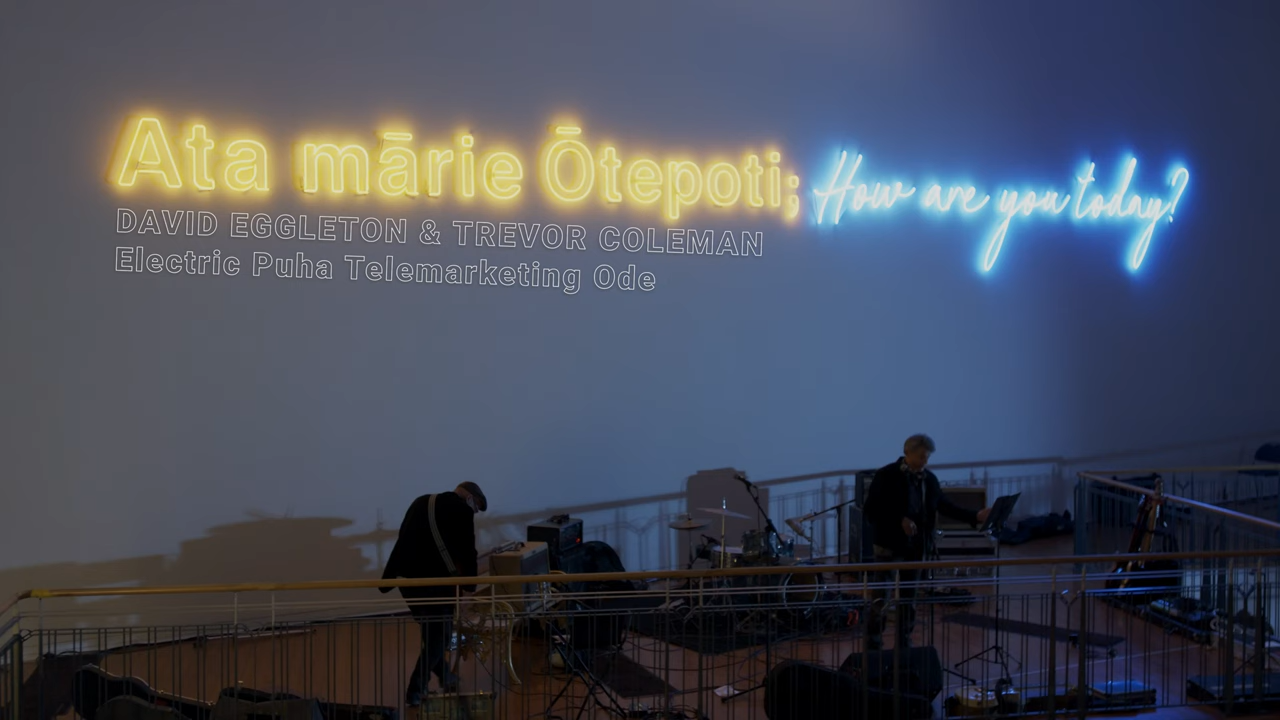 Ata mārie Ōtepoti; How are you today?
DAVID EGGLETON & TREVOR COLEMAN
Electric Puha Telemarketing Ode